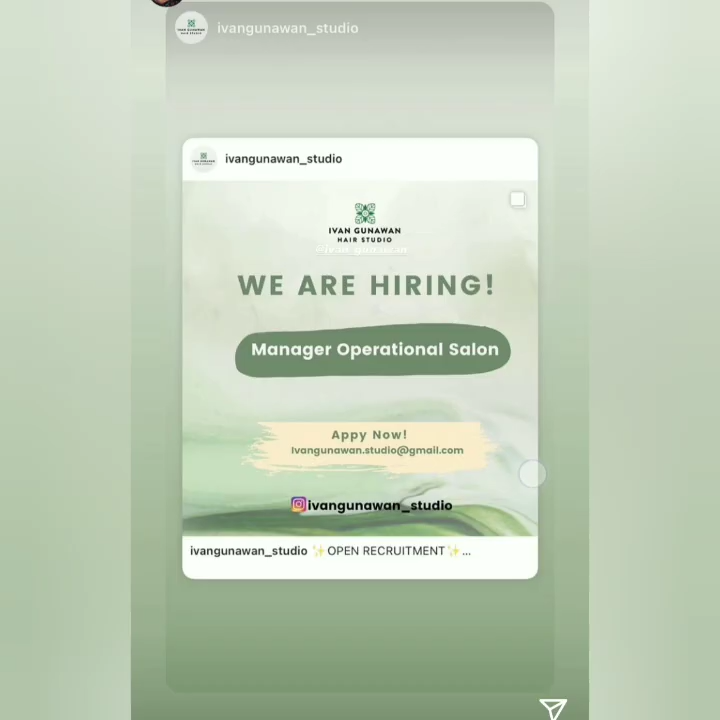 ivangunawan_studio
ivangunawan_studio
IVAN GUNAWAN
HAIR STUDIO
WE ARE HIRING!
Manager Operational Salon
Appy Now!
Ivangunawan.studio@gmail.com
ivangunawan_studio
ivangunawan_studio ✨OPEN RECRUITMENT✨...